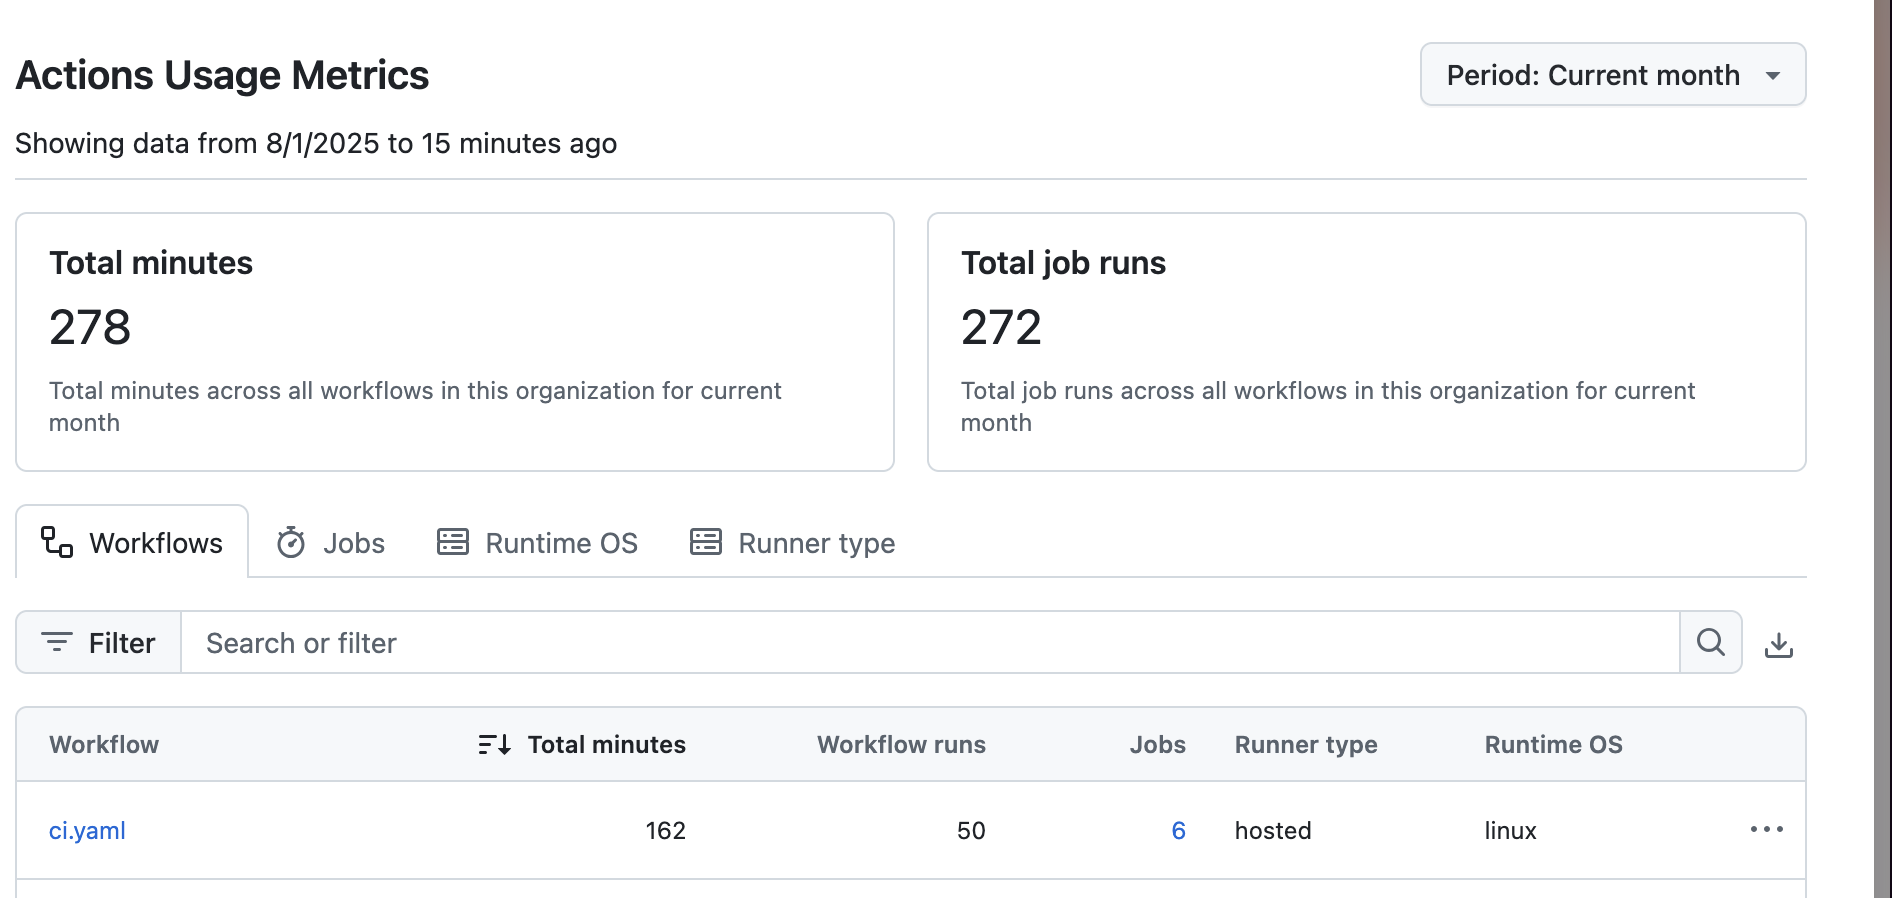 Actions Usage Metrics
Period: Current month
Showing data from 8/1/2025 to 15 minutes ago
Total minutes
278
Total minutes across all workflows in this organization for current
month
Total job runs
272
Total job runs across all workflows in this organization for current
month
Workflows Jobs Runtime OS Runner type
Filter Search or filter
Workflow Total minutes Workflow runs Jobs Runner type Runtime OS
ci.yaml 162 50 6 hosted linux